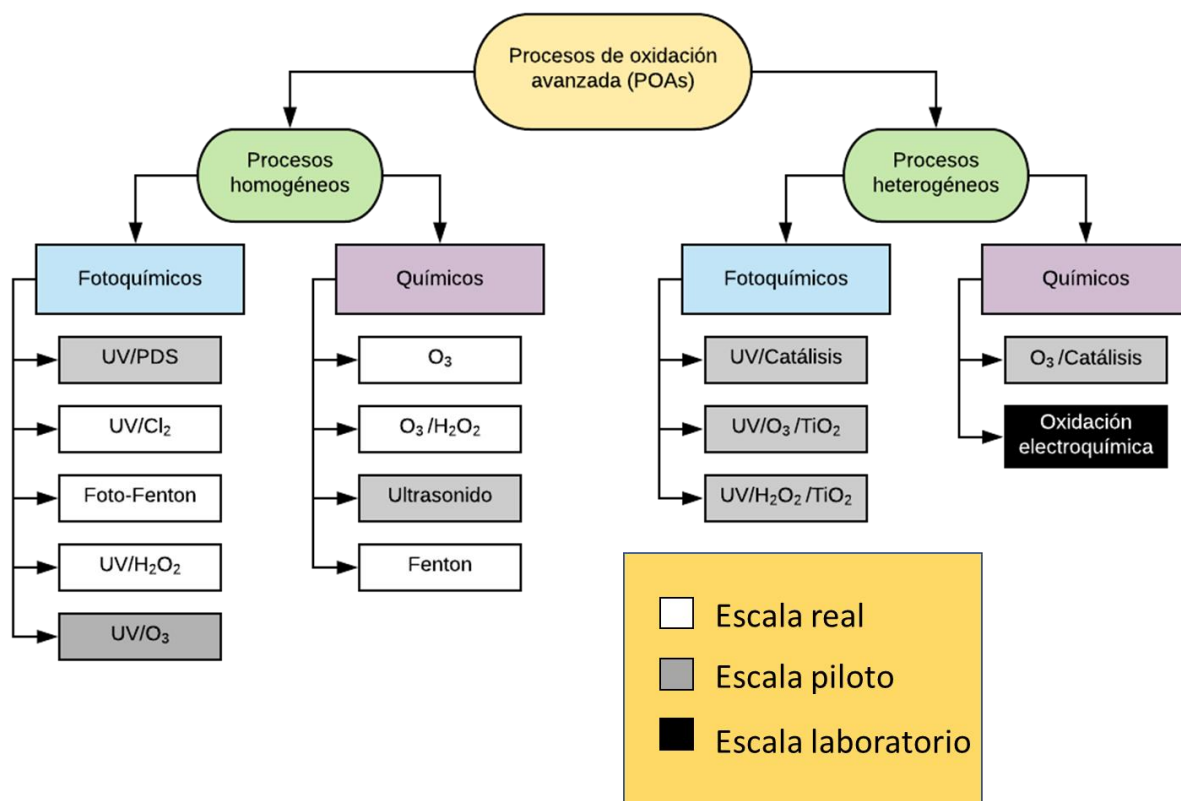 Procesos de oxidación
avanzada (POAs)
Procesos
homogéneos
Procesos
heterogéneos
Fotoquímicos
Químicos
Fotoquímicos
Químicos
UV/PDS
UV/Cl₂
Foto-Fenton
UV/H₂O₂
UV/O₃
O₃
O₃/H₂O₂
Ultrasonido
Fenton
UV/Catálisis
UV/O₃/TiO₂
UV/H₂O₂/TiO₂
O₃/Catálisis
Oxidación
electroquímica
Escala real
Escala piloto
Escala laboratorio